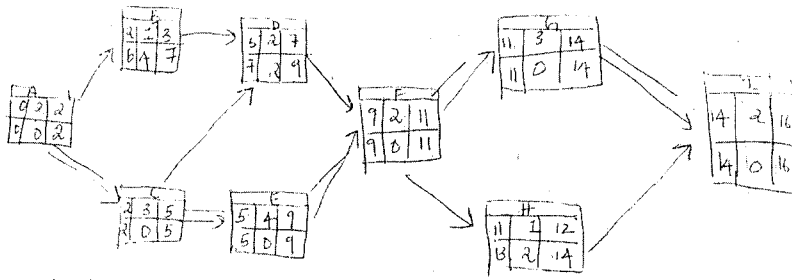 A
0 2 2
0 0 2
B
2 1 3
6 4 7
C
2 3 5
2 0 5
D
5 2 7
7 2 9
E
5 4 9
5 0 9
F
9 2 11
9 0 11
G
11 3 14
11 0 14
H
11 1 12
13 2 14
I
14 2 16
14 0 16